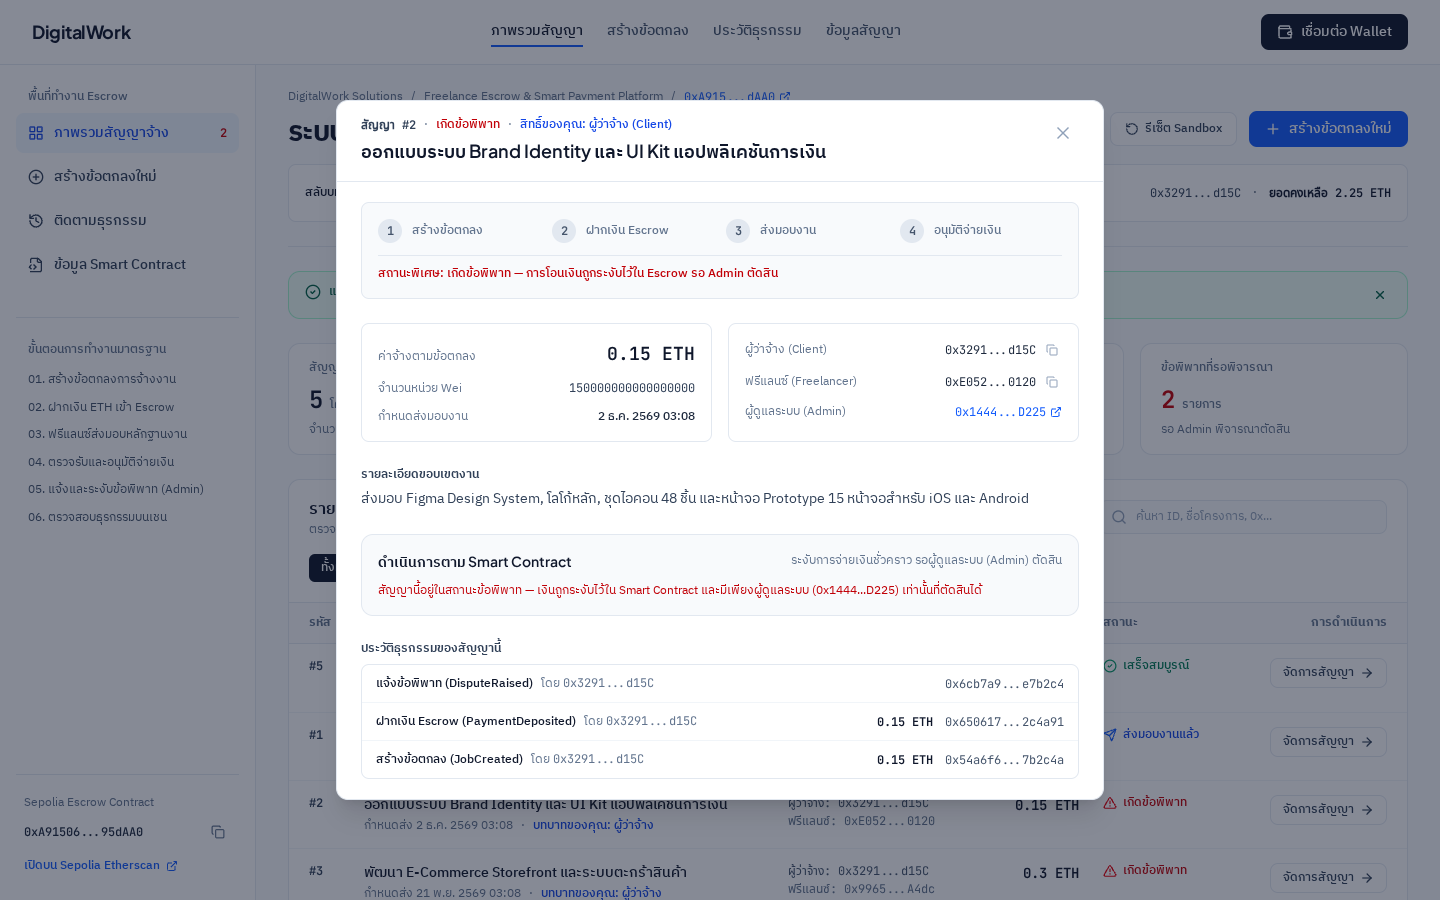 DigitalWork
ภาพรวมสัญญา
สร้างข้อตกลง
ประวัติธุรกรรม
ข้อมูลสัญญา
เชื่อมต่อ Wallet
พื้นที่ทำงาน Escrow
ภาพรวมสัญญาจ้าง
2
สร้างข้อตกลงใหม่
ติดตามธุรกรรม
ข้อมูล Smart Contract
ขั้นตอนการทำงานมาตรฐาน
01. สร้างข้อตกลงการจ้างงาน
02. ฝากเงิน ETH เข้า Escrow
03. ฟรีแลนซ์ส่งมอบหลักฐานงาน
04. ตรวจรับและอนุมัติจ่ายเงิน
05. แจ้งและระงับข้อพิพาท (Admin)
06. ตรวจสอบธุรกรรมบนเชน
Sepolia Escrow Contract
0xA91506...95dAA0
เปิดบน Sepolia Etherscan
DigitalWork Solutions / Freelance Escrow & Smart Payment Platform / 0xA915...dAA0
รีเซ็ต Sandbox
สร้างข้อตกลงใหม่
0x3291...d15C · ยอดคงเหลือ 2.25 ETH
สัญญา #2 · เกิดข้อพิพาท · สิทธิ์ของคุณ: ผู้ว่าจ้าง (Client)
ออกแบบระบบ Brand Identity และ UI Kit แอปพลิเคชันการเงิน
1 สร้างข้อตกลง
2 ฝากเงิน Escrow
3 ส่งมอบงาน
4 อนุมัติจ่ายเงิน
สถานะพิเศษ: เกิดข้อพิพาท — การโอนเงินถูกระงับไว้ใน Escrow รอ Admin ตัดสิน
ค่าจ้างตามข้อตกลง 0.15 ETH
จำนวนหน่วย Wei 150000000000000000
กำหนดส่งมอบงาน 2 ธ.ค. 2569 03:08
ผู้ว่าจ้าง (Client) 0x3291...d15C
ฟรีแลนซ์ (Freelancer) 0xE052...0120
ผู้ดูแลระบบ (Admin) 0x1444...D225
รายละเอียดขอบเขตงาน
ส่งมอบ Figma Design System, โลโก้หลัก, ชุดไอคอน 48 ชิ้น และหน้าจอ Prototype 15 หน้าจอสำหรับ iOS และ Android
ดำเนินการตาม Smart Contract
ระงับการจ่ายเงินชั่วคราว รอผู้ดูแลระบบ (Admin) ตัดสิน
สัญญานี้อยู่ในสถานะข้อพิพาท — เงินถูกระงับไว้ใน Smart Contract และมีเพียงผู้ดูแลระบบ (0x1444...D225) เท่านั้นที่ตัดสินได้
ประวัติธุรกรรมของสัญญานี้
แจ้งข้อพิพาท (DisputeRaised) โดย 0x3291...d15C 0x6cb7a9...e7b2c4
ฝากเงิน Escrow (PaymentDeposited) โดย 0x3291...d15C 0.15 ETH 0x650617...2c4a91
สร้างข้อตกลง (JobCreated) โดย 0x3291...d15C 0.15 ETH 0x54a6f6...7b2c4a
5
ข้อพิพาทที่รอพิจารณา
2 รายการ
รอ Admin พิจารณาตัดสิน
ค้นหา ID, ชื่อโครงการ, 0x...
รหัส
สถานะ
การดำเนินการ
#5
เสร็จสมบูรณ์
จัดการสัญญา
#1
ส่งมอบงานแล้ว
จัดการสัญญา
#2
ออกแบบระบบ Brand Identity และ UI Kit แอปพลิเคชันการเงิน
กำหนดส่ง 2 ธ.ค. 2569 03:08 · บทบาทของคุณ: ผู้ว่าจ้าง
ผู้ว่าจ้าง: 0x3291...d15C
ฟรีแลนซ์: 0xE052...0120
0.15 ETH
เกิดข้อพิพาท
จัดการสัญญา
#3
พัฒนา E-Commerce Storefront และระบบตะกร้าสินค้า
กำหนดส่ง 21 พ.ย. 2569 03:08 · บทบาทของคุณ: ผู้ว่าจ้าง
ผู้ว่าจ้าง: 0x3291...d15C
ฟรีแลนซ์: 0x9965...A4dc
0.3 ETH
เกิดข้อพิพาท
จัดการสัญญา